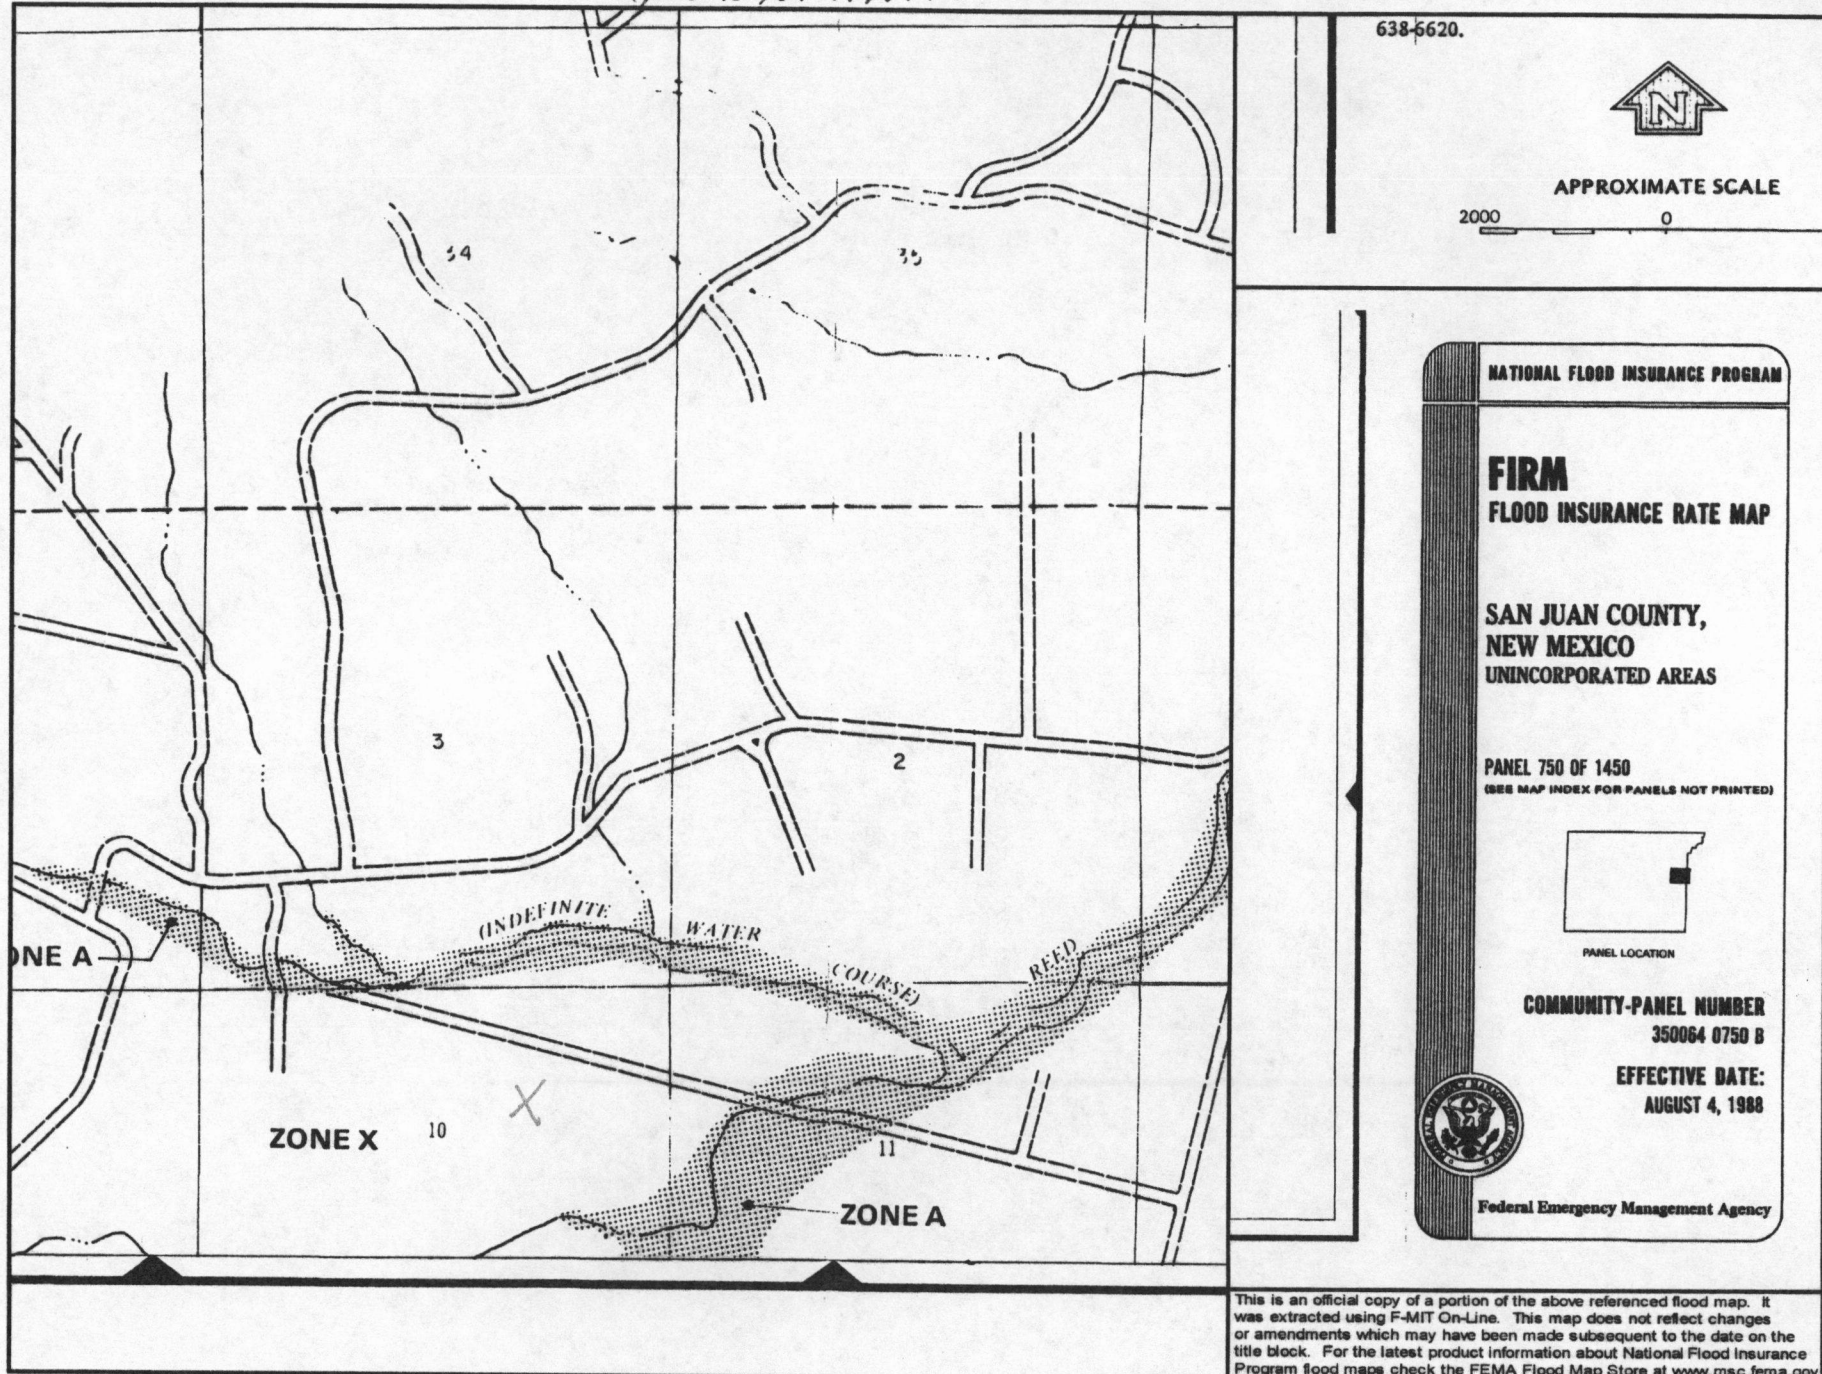 638-6620.
N
APPROXIMATE SCALE
2000 0
34
35
NATIONAL FLOOD INSURANCE PROGRAM
FIRM
FLOOD INSURANCE RATE MAP
SAN JUAN COUNTY,
NEW MEXICO
UNINCORPORATED AREAS
3
2
PANEL 750 OF 1450
(SEE MAP INDEX FOR PANELS NOT PRINTED)
PANEL LOCATION
(INDEFINITE WATER COURSE)
REED
ONE A
COMMUNITY-PANEL NUMBER
350064 0750 B
EFFECTIVE DATE:
AUGUST 4, 1988
X
ZONE X
10
11
ZONE A
Federal Emergency Management Agency
This is an official copy of a portion of the above referenced flood map. It
was extracted using F-MIT On-Line. This map does not reflect changes
or amendments which may have been made subsequent to the date on the
title block. For the latest product information about National Flood Insurance
Program flood maps check the FEMA Flood Map Store at www.msc.fema.gov